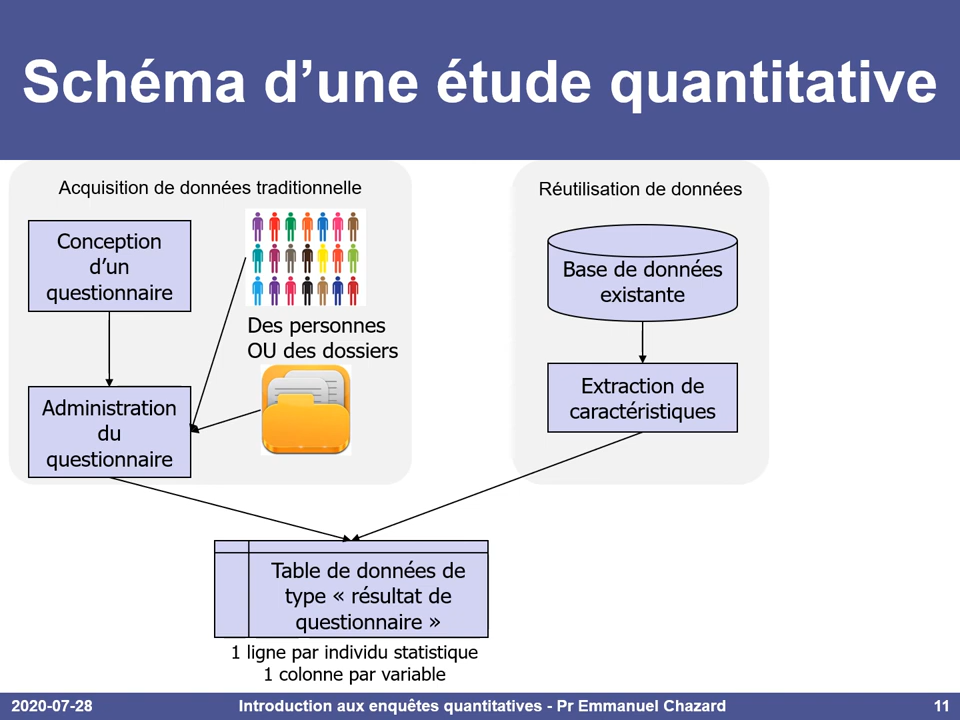 Schéma d’une étude quantitative
Acquisition de données traditionnelle
Conception
d’un
questionnaire
Des personnes
OU des dossiers
Administration
du
questionnaire
Réutilisation de données
Base de données
existante
Extraction de
caractéristiques
Table de données de
type « résultat de
questionnaire »
1 ligne par individu statistique
1 colonne par variable
2020-07-28
Introduction aux enquêtes quantitatives - Pr Emmanuel Chazard
11